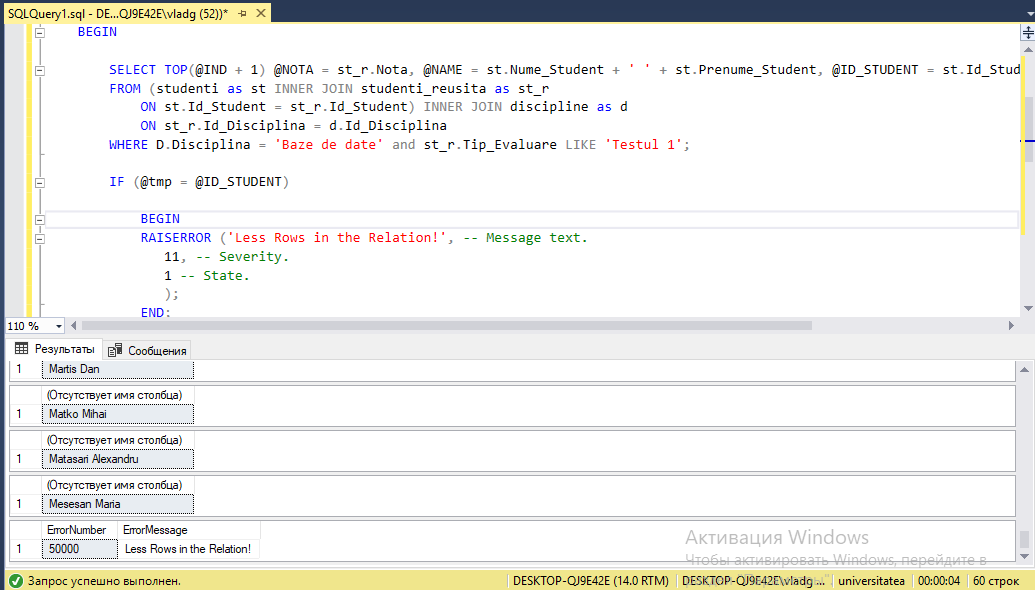 SQLQuery1.sql - DE...QJ9E42E\vladg (52))*
BEGIN
SELECT TOP(@IND + 1) @NOTA = st_r.Nota, @NAME = st.Nume_Student + ' ' + st.Prenume_Student, @ID_STUDENT = st.Id_Stud
FROM (studenti as st INNER JOIN studenti_reusita as st_r
ON st.Id_Student = st_r.Id_Student) INNER JOIN discipline as d
ON st_r.Id_Disciplina = d.Id_Disciplina
WHERE D.Disciplina = 'Baze de date' and st_r.Tip_Evaluare LIKE 'Testul 1';
IF (@tmp = @ID_STUDENT)
BEGIN
RAISERROR ('Less Rows in the Relation!', -- Message text.
11, -- Severity.
1 -- State.
);
END;
110 %
Результаты Сообщения
1 Martis Dan
(Отсутствует имя столбца)
1 Matko Mihai
(Отсутствует имя столбца)
1 Matasari Alexandru
(Отсутствует имя столбца)
1 Mesesan Maria
ErrorNumber ErrorMessage
1 50000 Less Rows in the Relation!
Активация Windows
Чтобы активировать Windows, перейдите в
Запрос успешно выполнен. DESKTOP-QJ9E42E (14.0 RTM) DESKTOP-QJ9E42E\vladg ... universitatea 00:00:04 60 строк